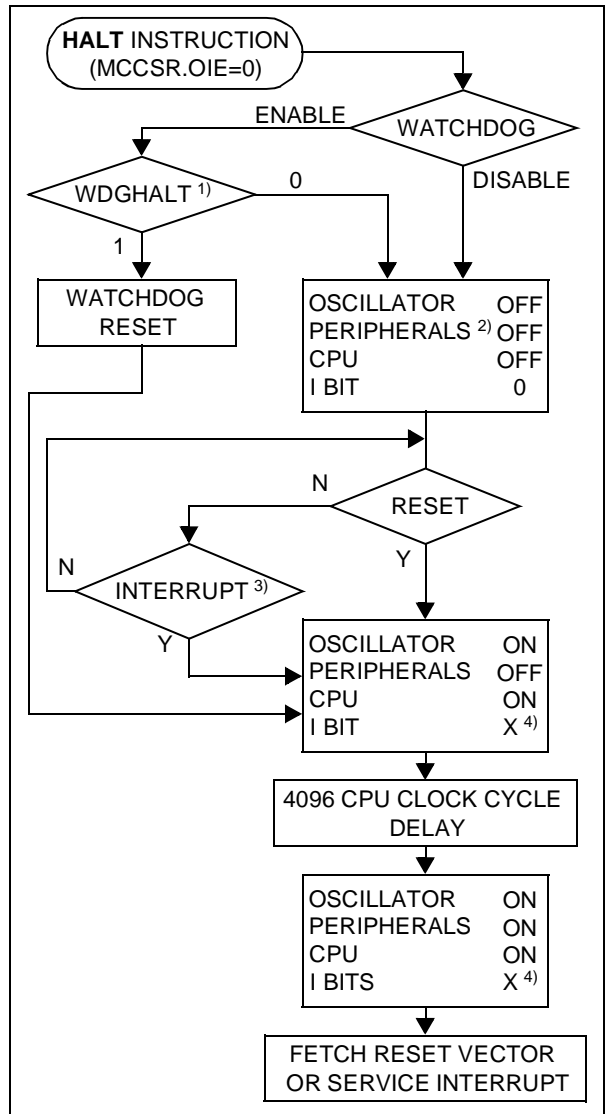 HALT INSTRUCTION
(MCCSR.OIE=0)
ENABLE
WATCHDOG
WDGHALT 1)
0
DISABLE
1
WATCHDOG
RESET
OSCILLATOR OFF
PERIPHERALS 2) OFF
CPU OFF
I BIT 0
N
RESET
Y
N
INTERRUPT 3)
Y
OSCILLATOR ON
PERIPHERALS OFF
CPU ON
I BIT X 4)
4096 CPU CLOCK CYCLE
DELAY
OSCILLATOR ON
PERIPHERALS ON
CPU ON
I BITS X 4)
FETCH RESET VECTOR
OR SERVICE INTERRUPT